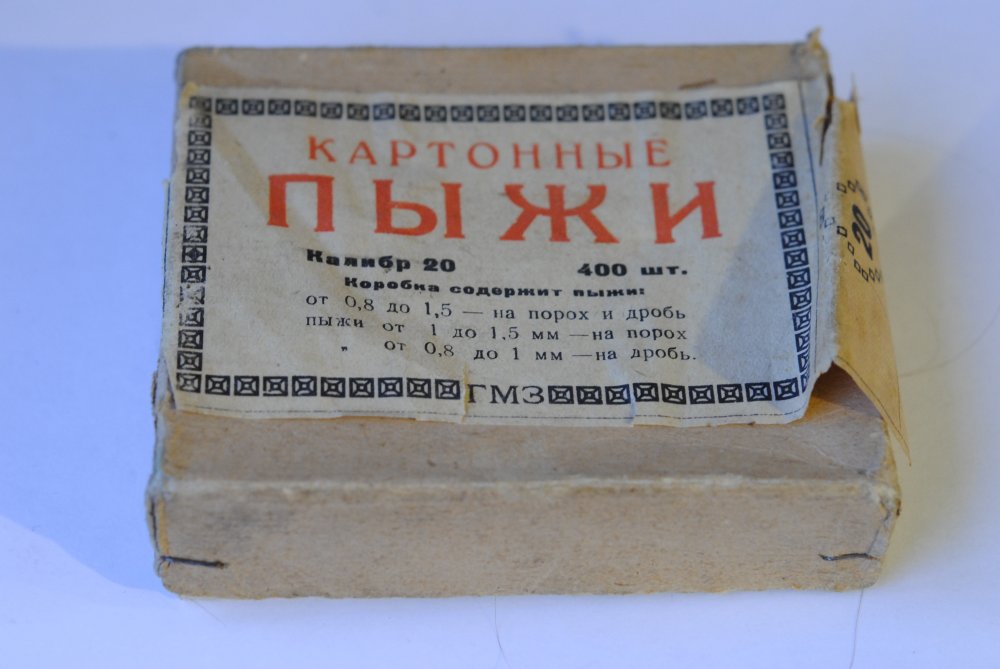 КАРТОННЫЕ
ПЫЖИ
Калибр 20 400 шт.
Коробка содержит пыжи:
от 0,8 до 1,5 — на порох и дробь
пыжи от 1 до 1,5 мм — на порох
„ от 0,8 до 1 мм — на дробь.
ГМЗ
20